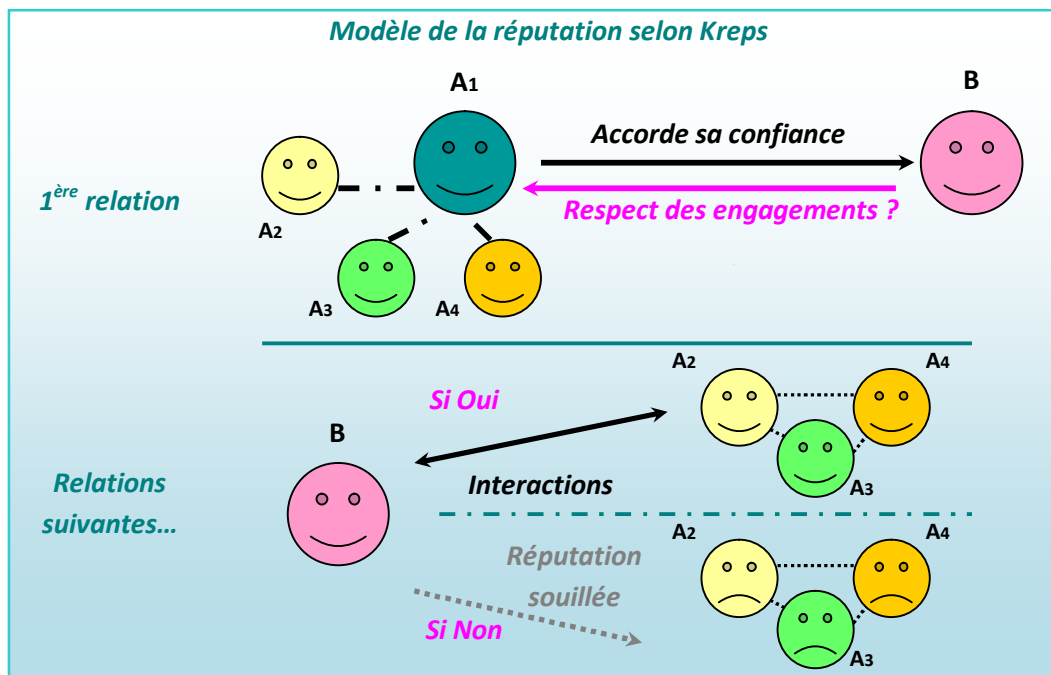 Modèle de la réputation selon Kreps
A1
B
Accorde sa confiance
1ère relation
Respect des engagements ?
A2
A3
A4
A2
A4
Si Oui
B
Interactions
A3
Relations
suivantes…
A2
A4
Réputation
souillée
Si Non
A3